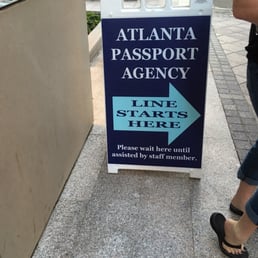 ATLANTA
PASSPORT
AGENCY
LINE
STARTS
HERE
Please wait here until
assisted by staff member.